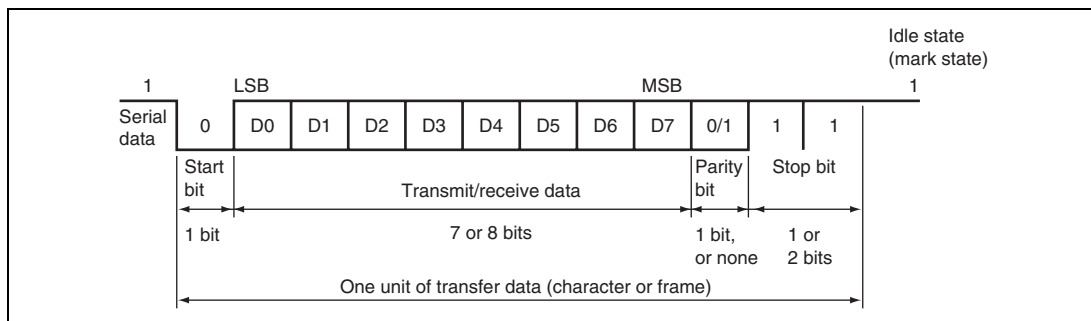 Idle state
(mark state)
1 LSB MSB 1
Serial
data
0 D0 D1 D2 D3 D4 D5 D6 D7 0/1 1 1
Start
bit
Transmit/receive data
Parity
bit
Stop bit
1 bit
7 or 8 bits
1 bit,
or none
1 or
2 bits
One unit of transfer data (character or frame)